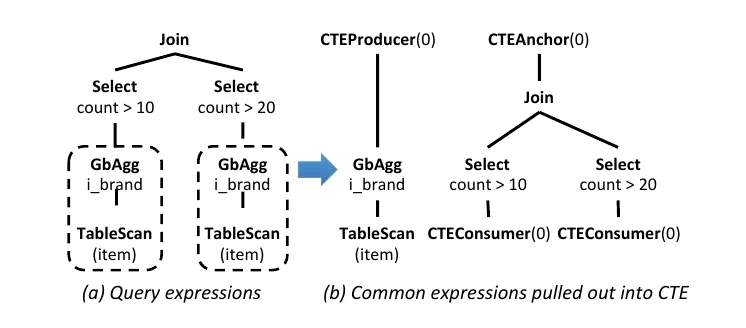 Join
Select
count > 10
Select
count > 20
GbAgg
i_brand
GbAgg
i_brand
TableScan
(item)
TableScan
(item)
(a) Query expressions
CTEProducer(0)
GbAgg
i_brand
TableScan
(item)
CTEAnchor(0)
Join
Select
count > 10
Select
count > 20
CTEConsumer(0)
CTEConsumer(0)
(b) Common expressions pulled out into CTE